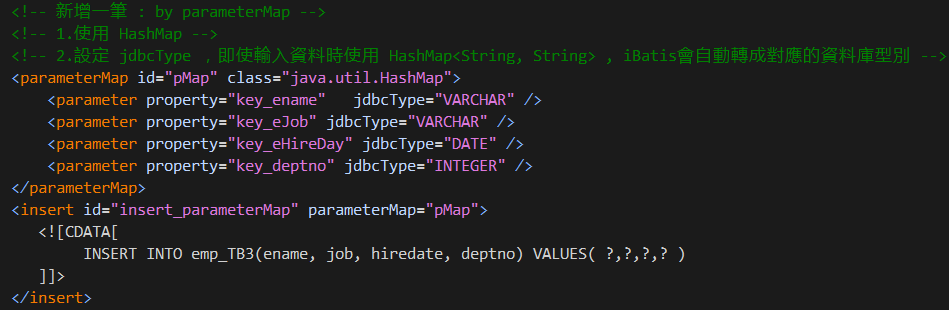 <!-- 新增一筆 : by parameterMap -->
<!-- 1.使用 HashMap -->
<!-- 2.設定 jdbcType , 即使輸入資料時使用 HashMap<String, String> , iBatis會自動轉成對應的資料庫型別 -->
<parameterMap id="pMap" class="java.util.HashMap">
    <parameter property="key_ename"   jdbcType="VARCHAR" />
    <parameter property="key_eJob" jdbcType="VARCHAR" />
    <parameter property="key_eHireDay" jdbcType="DATE" />
    <parameter property="key_deptno" jdbcType="INTEGER" />
</parameterMap>
<insert id="insert_parameterMap" parameterMap="pMap">
   <![CDATA[
        INSERT INTO emp_TB3(ename, job, hiredate, deptno) VALUES( ?,?,?,? )
   ]]>
</insert>